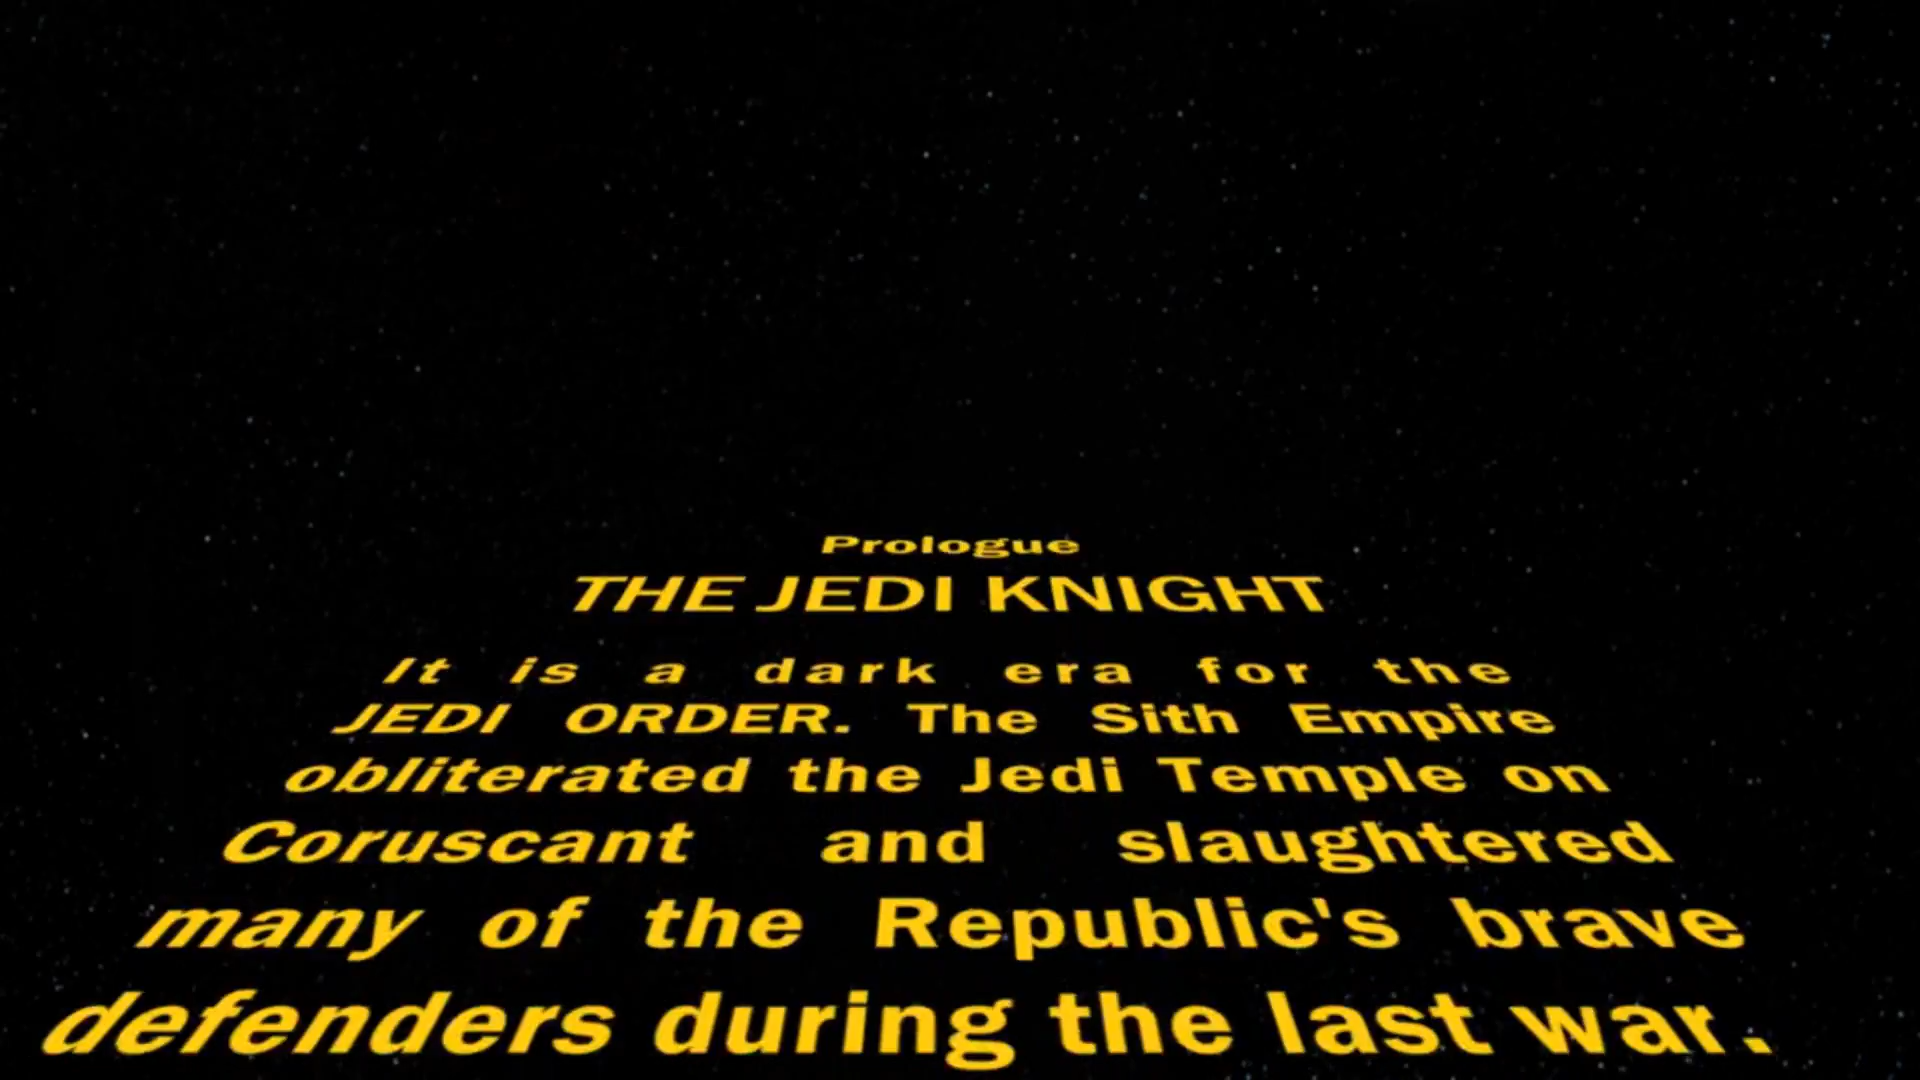 Prologue
THE JEDI KNIGHT
It is a dark era for the
JEDI ORDER. The Sith Empire
obliterated the Jedi Temple on
Coruscant and slaughtered
many of the Republic's brave
defenders during the last war.